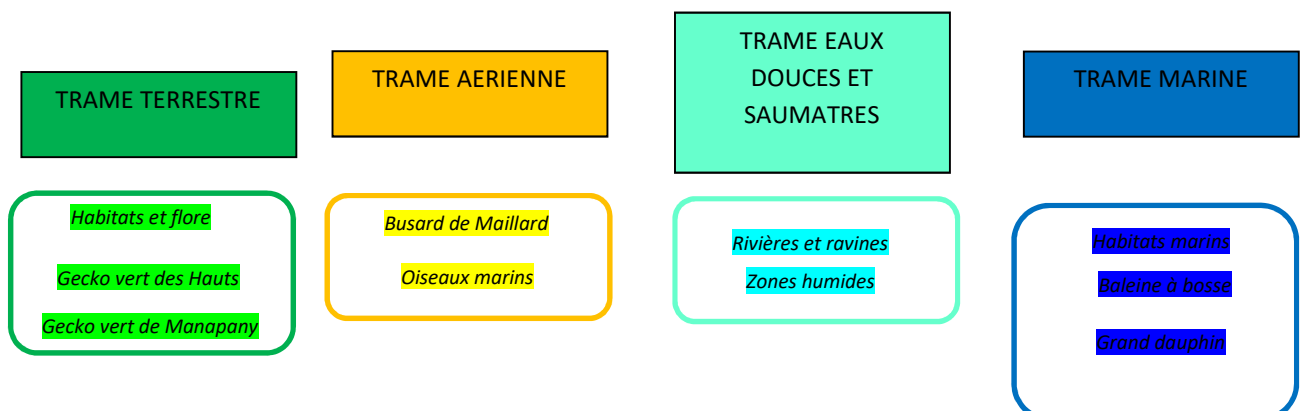 TRAME TERRESTRE
TRAME AERIENNE
TRAME EAUX
DOUCES ET
SAUMATRES
TRAME MARINE
Habitats et flore
Gecko vert des Hauts
Gecko vert de Manapany
Busard de Maillard
Oiseaux marins
Rivières et ravines
Zones humides
Habitats marins
Baleine à bosse
Grand dauphin